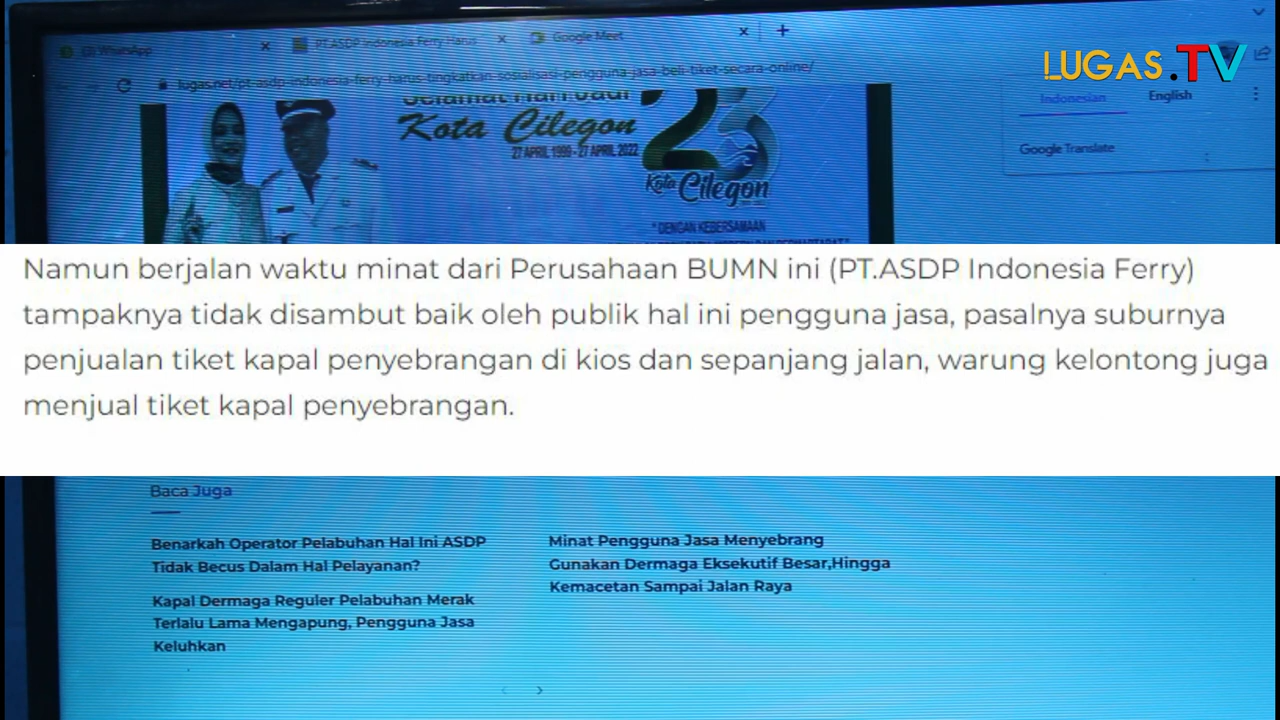 WhatsApp
PT.ASDP Indonesia Ferry Harus
Google Meet
lugas.net/pt-asdp-indonesia-ferry-harus-tingkatkan-sosialisasi-pengguna-jasa-beli-tiket-secara-online/
LUGAS.TV
Indonesian English
Google Translate
Selamat Hari Jadi
Kota Cilegon
27 APRIL 1999 - 27 APRIL 2022
23
Kota Cilegon
" DENGAN KEBERSAMAAN
Namun berjalan waktu minat dari Perusahaan BUMN ini (PT.ASDP Indonesia Ferry)
tampaknya tidak disambut baik oleh publik hal ini pengguna jasa, pasalnya suburnya
penjualan tiket kapal penyebrangan di kios dan sepanjang jalan, warung kelontong juga
menjual tiket kapal penyebrangan.
Baca Juga
Benarkah Operator Pelabuhan Hal Ini ASDP
Tidak Becus Dalam Hal Pelayanan?
Kapal Dermaga Reguler Pelabuhan Merak
Terlalu Lama Mengapung, Pengguna Jasa
Keluhkan
Minat Pengguna Jasa Menyebrang
Gunakan Dermaga Eksekutif Besar,Hingga
Kemacetan Sampai Jalan Raya